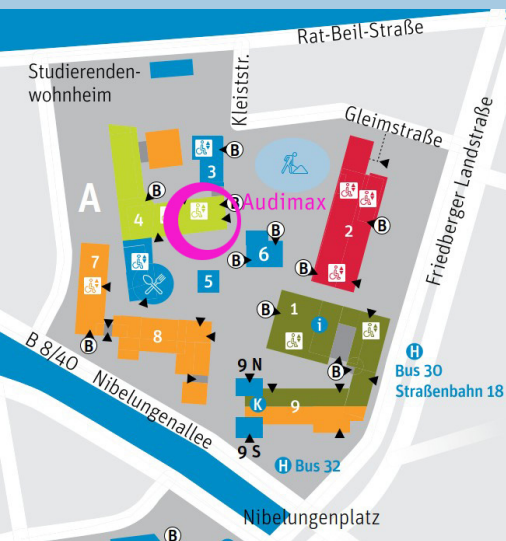 Rat-Beil-Straße
Studierenden-
wohnheim
Kleiststr.
Gleimstraße
Friedberger Landstraße
B
3
A
B
B
Audimax
4
2
B
B
6
B
7
5
B
B
1
i
8
B
B 8/40 Nibelungenallee
H
Bus 30
Straßenbahn 18
9 N
K
9
9 S
H Bus 32
Nibelungenplatz
B